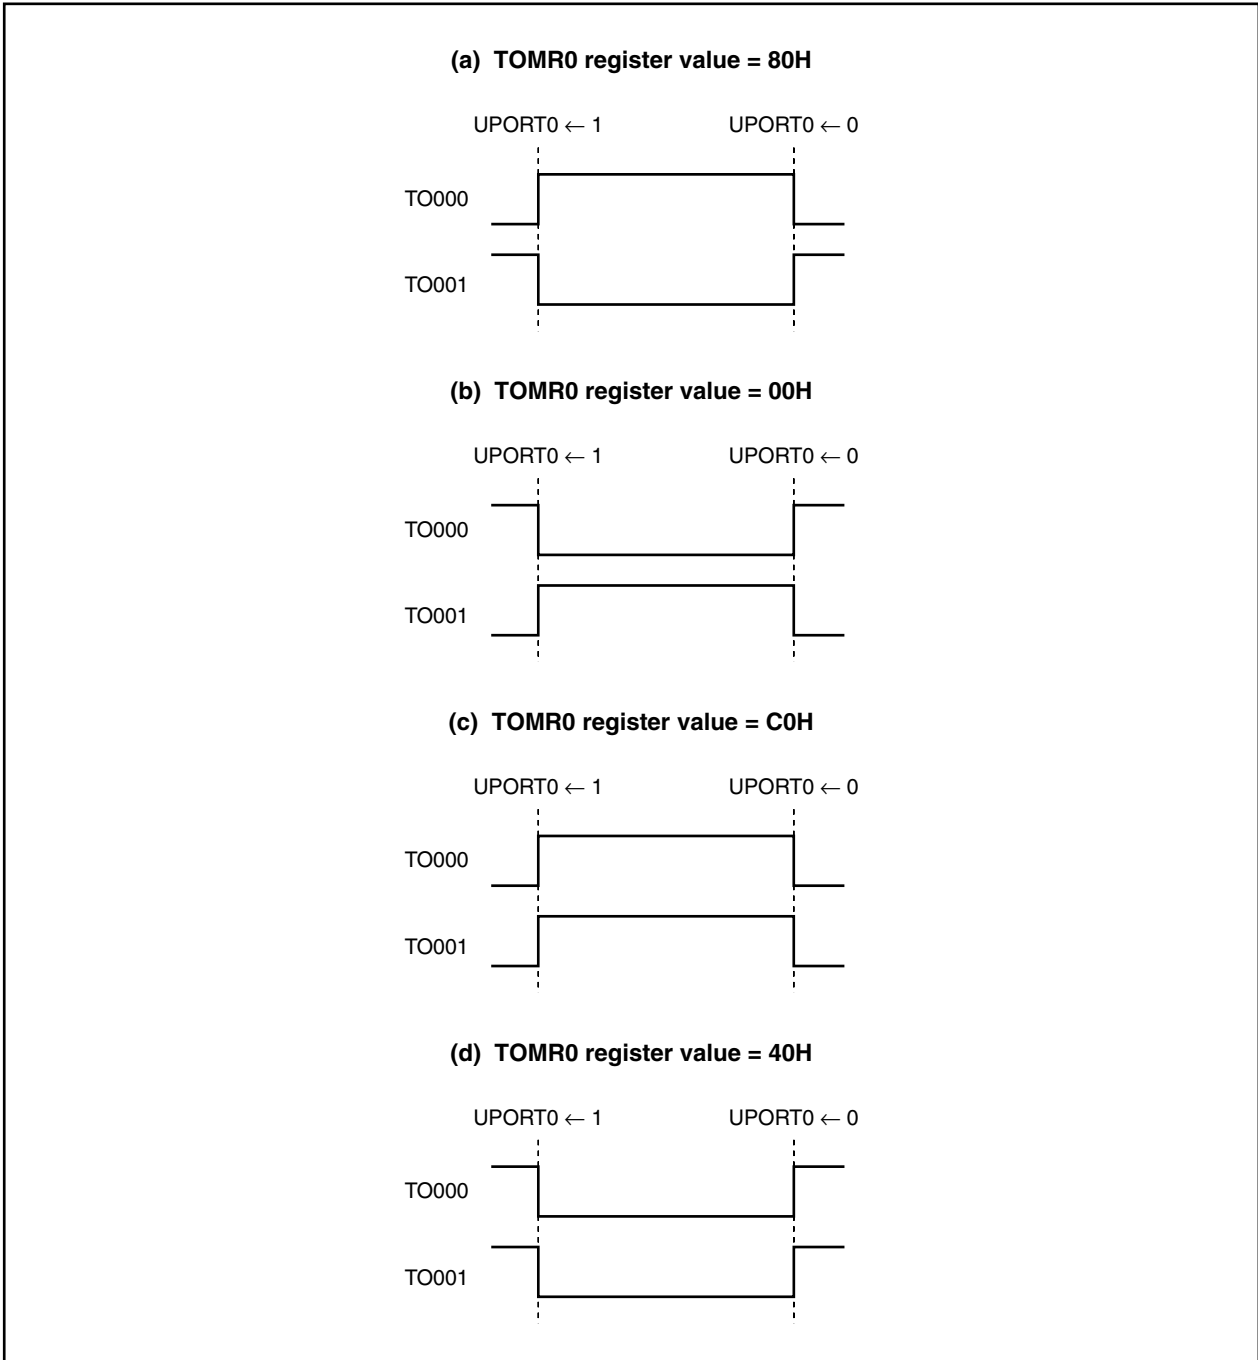 (a) TOMR0 register value = 80H
UPORT0 ← 1 UPORT0 ← 0
TO000
TO001
(b) TOMR0 register value = 00H
UPORT0 ← 1 UPORT0 ← 0
TO000
TO001
(c) TOMR0 register value = C0H
UPORT0 ← 1 UPORT0 ← 0
TO000
TO001
(d) TOMR0 register value = 40H
UPORT0 ← 1 UPORT0 ← 0
TO000
TO001